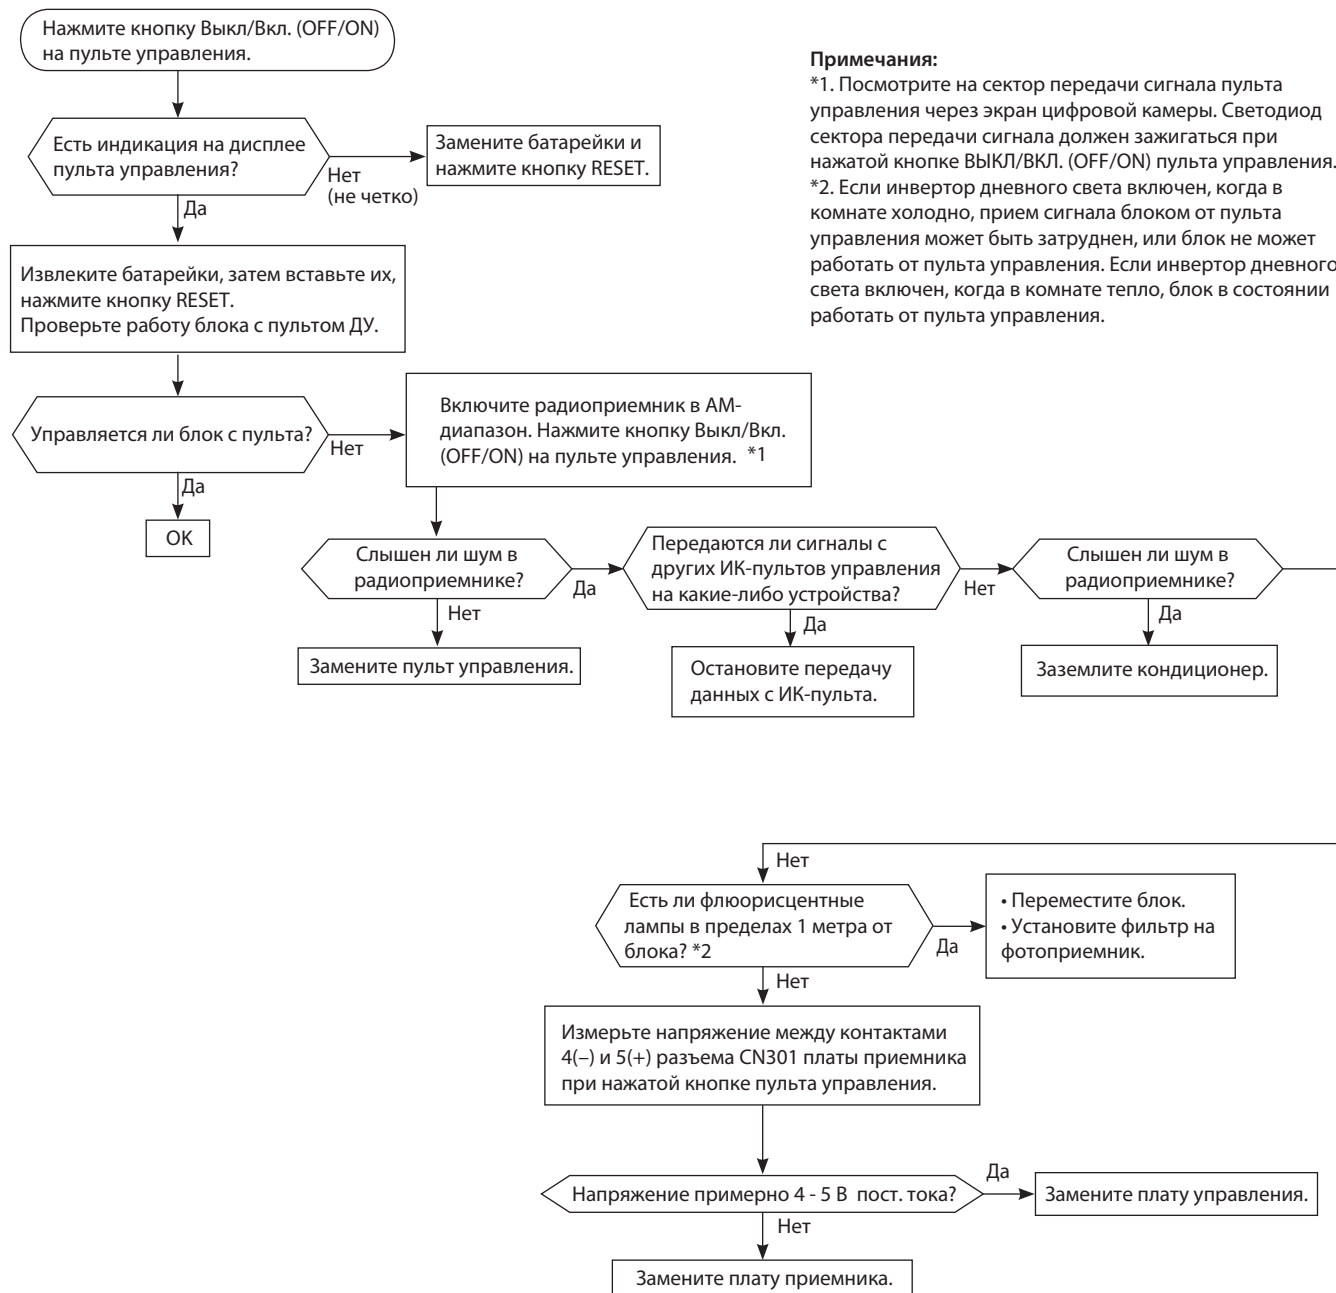 Нажмите кнопку Выкл/Вкл. (OFF/ON)
на пульте управления.
Примечания:
*1. Посмотрите на сектор передачи сигнала пульта
управления через экран цифровой камеры. Светодиод
сектора передачи сигнала должен зажигаться при
нажатой кнопке ВЫКЛ/ВКЛ. (OFF/ON) пульта управления.
*2. Если инвертор дневного света включен, когда в
комнате холодно, прием сигнала блоком от пульта
управления может быть затруднен, или блок не может
работать от пульта управления. Если инвертор дневного
света включен, когда в комнате тепло, блок в состоянии
работать от пульта управления.
Есть индикация на дисплее
пульта управления?
Нет
(не четко)
Замените батарейки и
нажмите кнопку RESET.
Да
Извлеките батарейки, затем вставьте их,
нажмите кнопку RESET.
Проверьте работу блока с пультом ДУ.
Управляется ли блок с пульта?
Нет
Включите радиоприемник в АМ-
диапазон. Нажмите кнопку Выкл/Вкл.
(OFF/ON) на пульте управления. *1
Да
OK
Слышен ли шум в
радиоприемнике?
Да
Передаются ли сигналы с
других ИК-пультов управления
на какие-либо устройства?
Нет
Слышен ли шум в
радиоприемнике?
Нет
Да
Да
Замените пульт управления.
Остановите передачу
данных с ИК-пульта.
Заземлите кондиционер.
Нет
Есть ли флюорисцентные
лампы в пределах 1 метра от
блока? *2
Да
• Переместите блок.
• Установите фильтр на
фотоприемник.
Нет
Измерьте напряжение между контактами
4(–) и 5(+) разъема CN301 платы приемника
при нажатой кнопке пульта управления.
Напряжение примерно 4 - 5 В пост. тока?
Да
Замените плату управления.
Нет
Замените плату приемника.